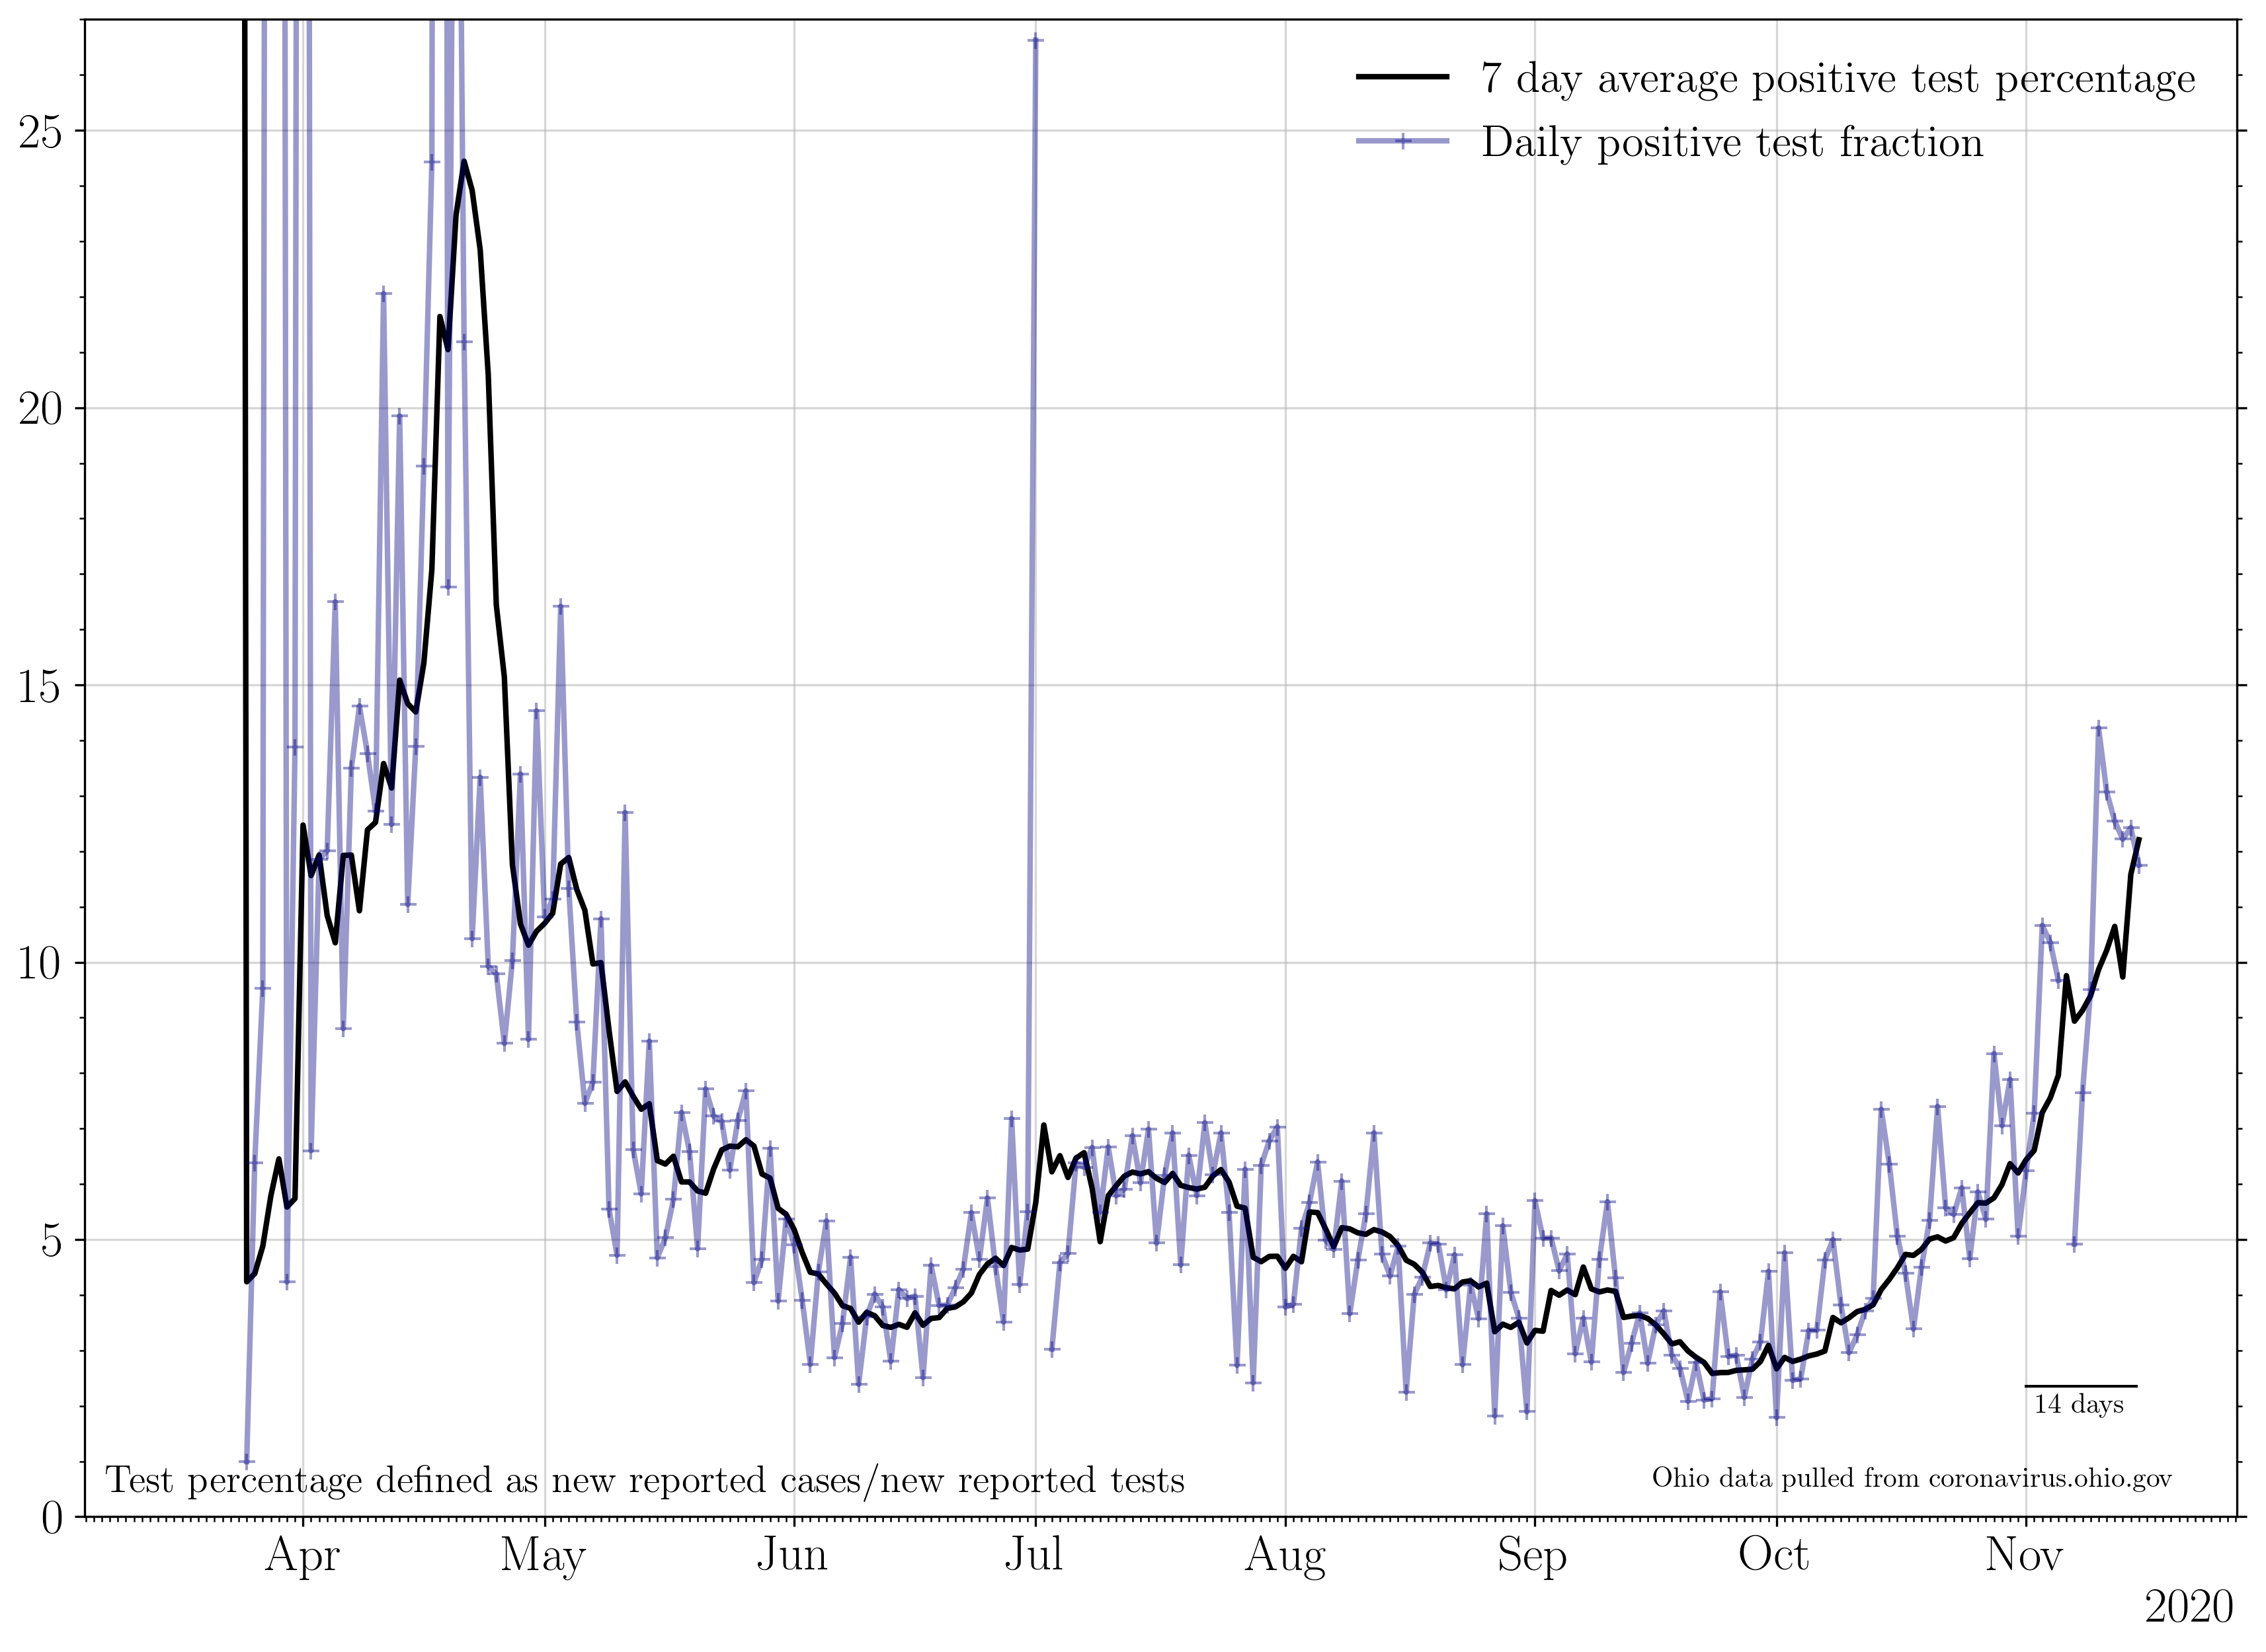 7 day average positive test percentage
Daily positive test fraction
25
20
15
10
5
0
14 days
Test percentage defined as new reported cases/new reported tests
Ohio data pulled from coronavirus.ohio.gov
Apr May Jun Jul Aug Sep Oct Nov
2020